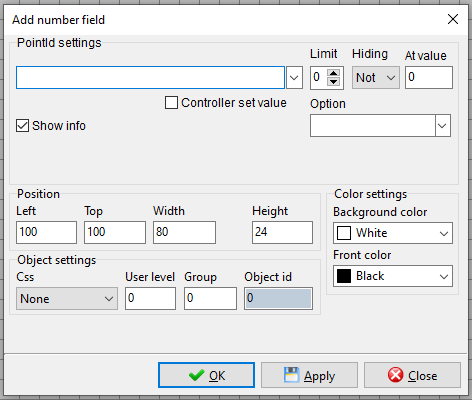 Add number field
PointId settings
Limit Hiding At value
0 Not 0
Controller set value
Option
Show info
Position
Left Top Width Height
100 100 80 24
Color settings
Background color
White
Front color
Black
Object settings
Css User level Group Object id
None 0 0 0
OK Apply Close